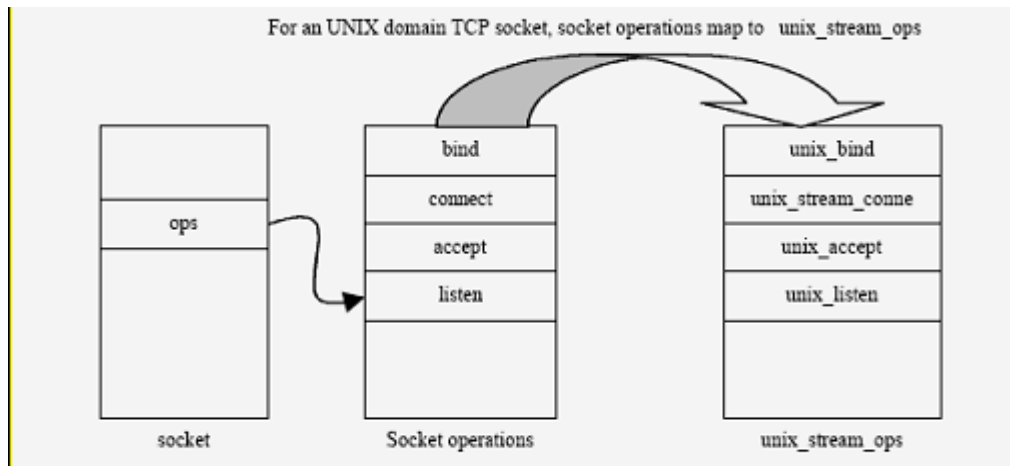 For an UNIX domain TCP socket, socket operations map to unix_stream_ops
ops
bind
connect
accept
listen
unix_bind
unix_stream_conne
unix_accept
unix_listen
socket
Socket operations
unix_stream_ops